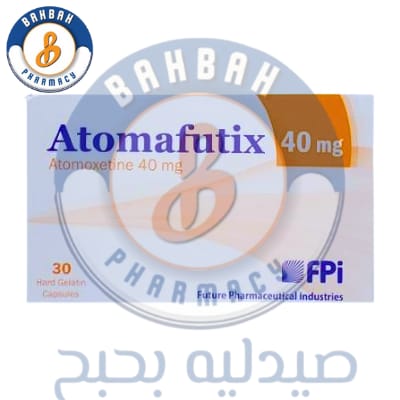 BAHBAH
PHARMACY
BAHBAH
Atomafutix 40 mg
Atomoxetine 40 mg
30
Hard Gelatin
Capsules
FPi
Future Pharmaceutical Industries
PHARMACY
صيدليه بحبح